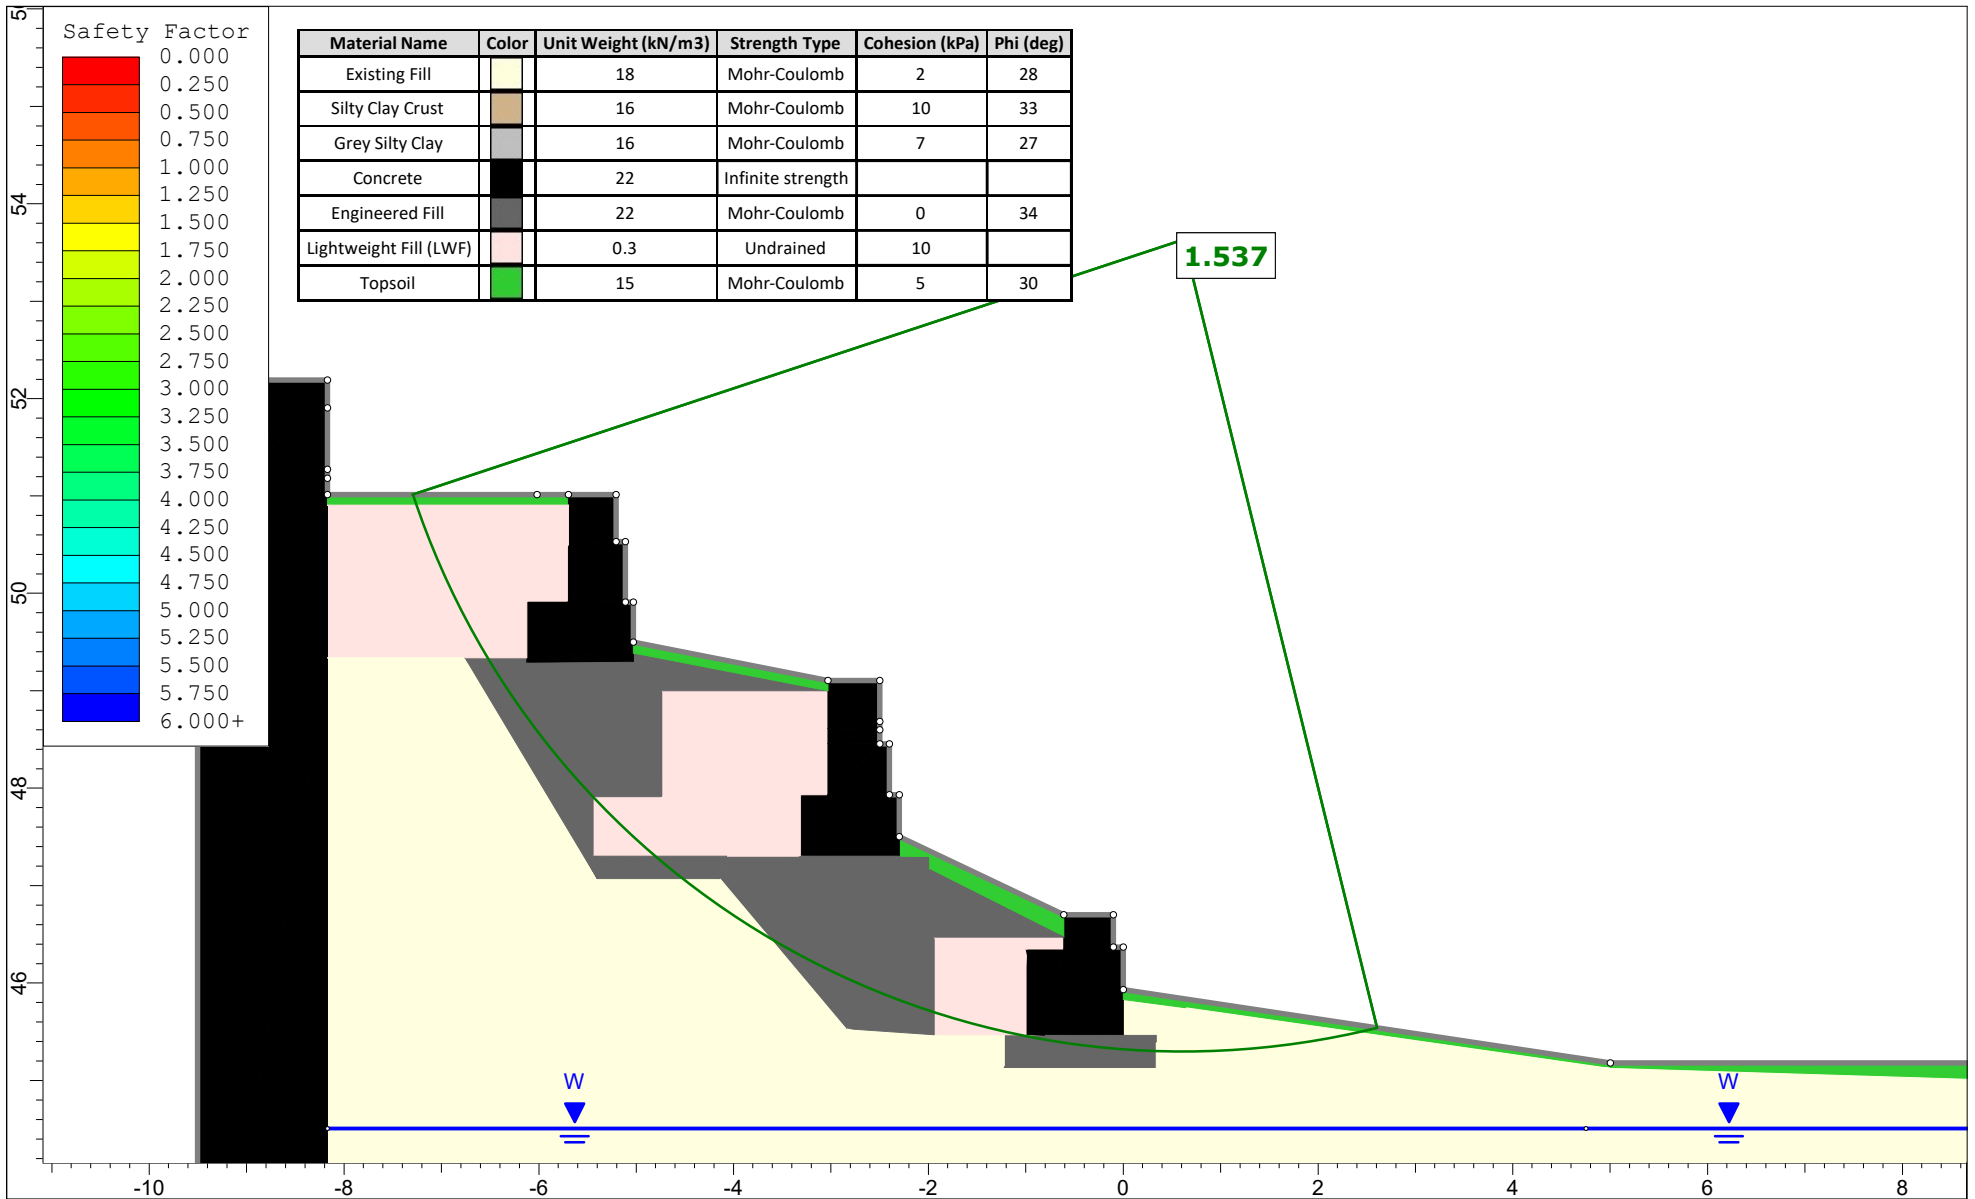 Safety Factor
0.000
0.250
0.500
0.750
1.000
1.250
1.500
1.750
2.000
2.250
2.500
2.750
3.000
3.250
3.500
3.750
4.000
4.250
4.500
4.750
5.000
5.250
5.500
5.750
6.000+
Material Name Color Unit Weight (kN/m3) Strength Type Cohesion (kPa) Phi (deg)
Existing Fill 18 Mohr-Coulomb 2 28
Silty Clay Crust 16 Mohr-Coulomb 10 33
Grey Silty Clay 16 Mohr-Coulomb 7 27
Concrete 22 Infinite strength
Engineered Fill 22 Mohr-Coulomb 0 34
Lightweight Fill (LWF) 0.3 Undrained 10
Topsoil 15 Mohr-Coulomb 5 30
1.537
54
52
50
48
46
W
W
-10 -8 -6 -4 -2 0 2 4 6 8